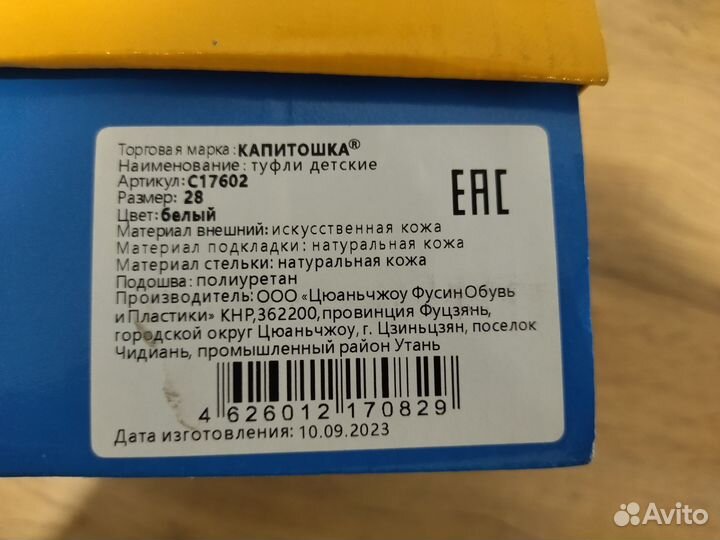 Торговая марка: КАПИТОШКА®
Наименование: туфли детские
Артикул: С17602
Размер: 28
Цвет: белый
Материал внешний: искусственная кожа
Материал подкладки: натуральная кожа
Материал стельки: натуральная кожа
Подошва: полиуретан
Производитель: ООО «Цюаньчжоу Фусин Обувь
и Пластики» КНР, 362200, провинция Фуцзянь,
городской округ Цюаньчжоу, г. Цзиньцзян, поселок
Чидиань, промышленный район Утань
4 626012 170829
Дата изготовления: 10.09.2023
EAC
Avito